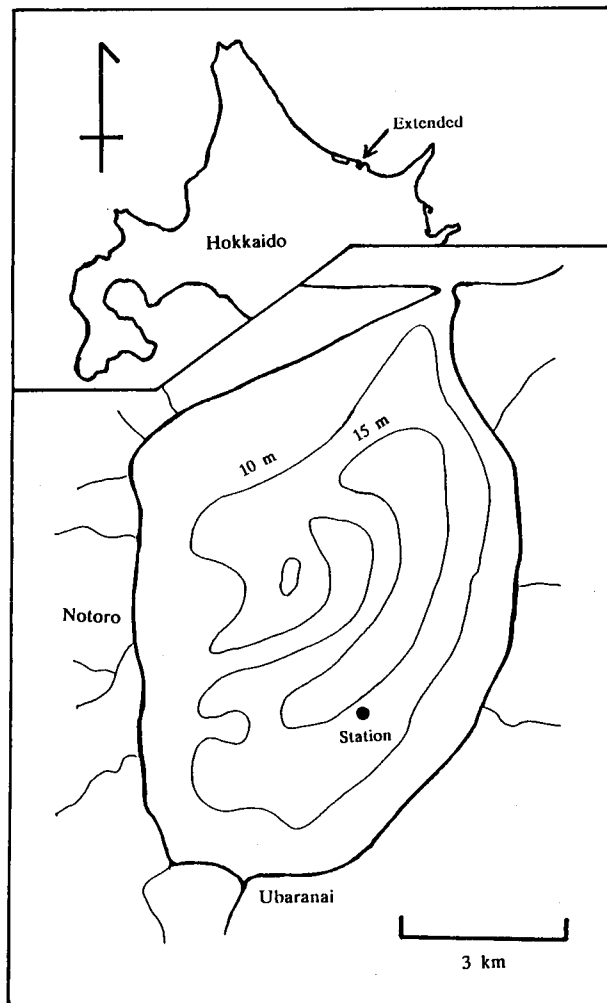 Extended
Hokkaido
15 m
10 m
Notoro
Station
Ubaranai
3 km